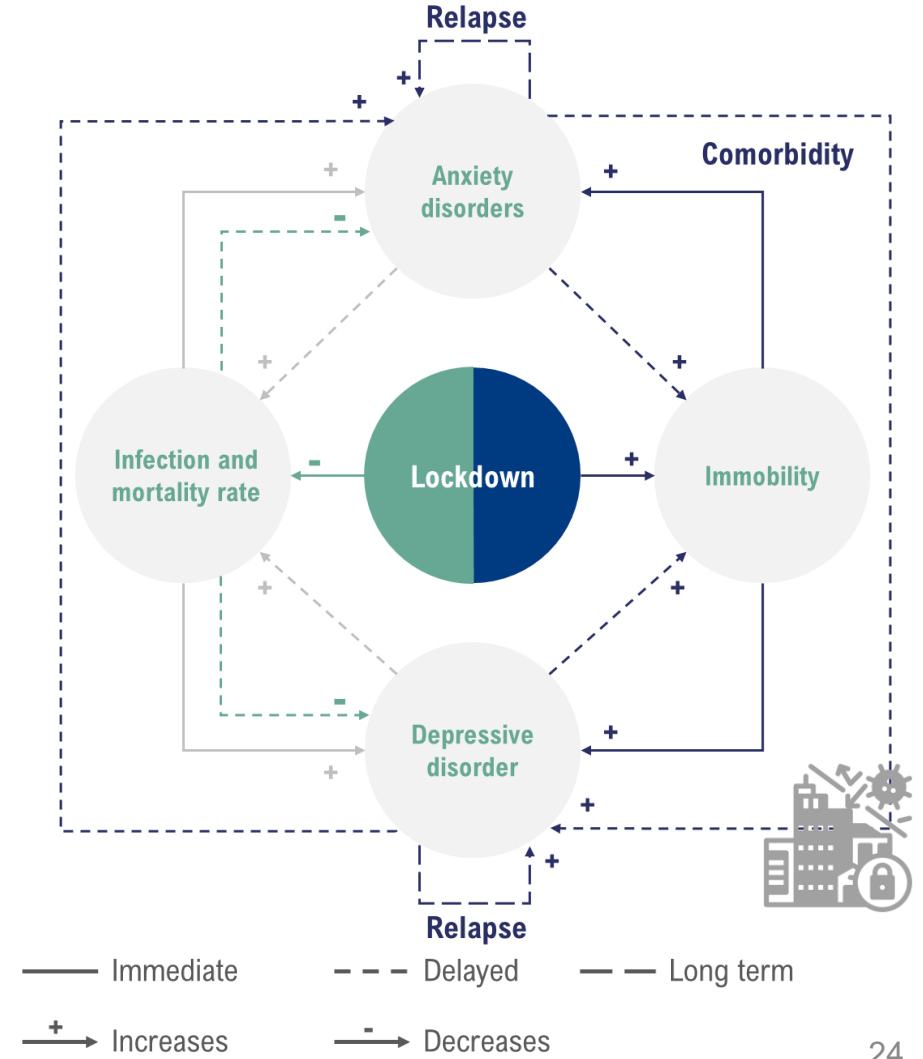 Relapse
+
+
Comorbidity
+
+
Anxiety
disorders
-
+
+
Infection and
mortality rate
-
Lockdown
+
Immobility
+
+
-
Depressive
disorder
+
+
+
+
Relapse
Immediate
Delayed
Long term
+
Increases
-
Decreases
24